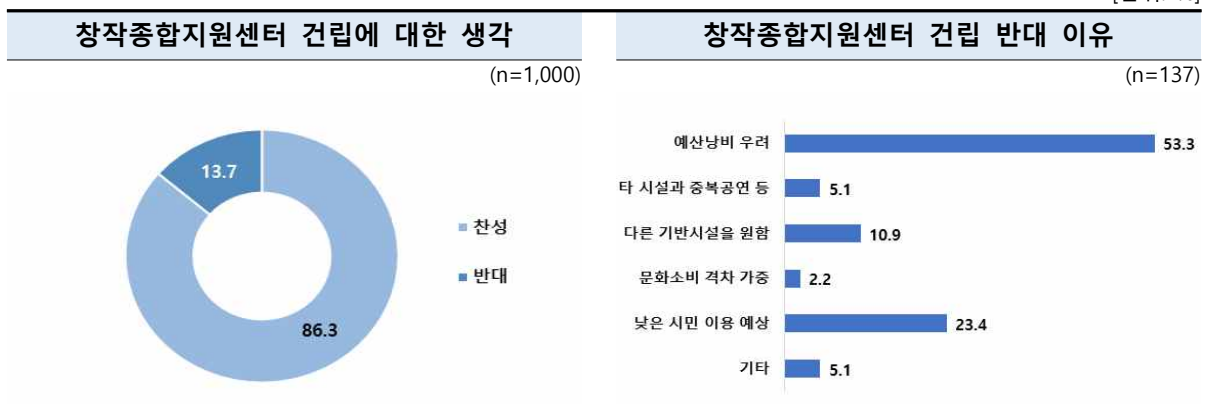 창작종합지원센터 건립에 대한 생각
(n=1,000)
13.7
86.3
찬성
반대
창작종합지원센터 건립 반대 이유
(n=137)
예산낭비 우려 53.3
타 시설과 중복공연 등 5.1
다른 기반시설을 원함 10.9
문화소비 격차 가중 2.2
낮은 시민 이용 예상 23.4
기타 5.1